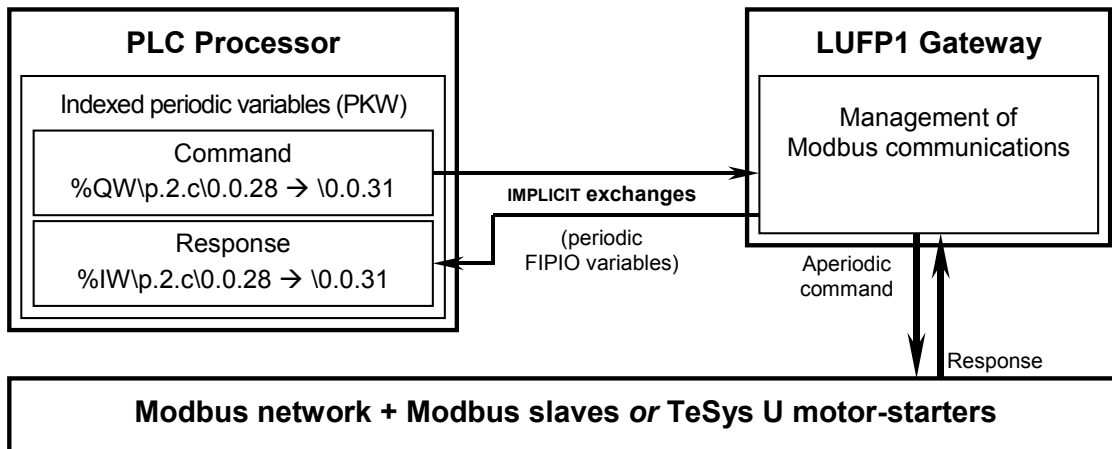 PLC Processor
Indexed periodic variables (PKW)
Command
%QW\p.2.c\0.0.28 → \0.0.31
Response
%IW\p.2.c\0.0.28 → \0.0.31
IMPLICIT exchanges
(periodic
FIPIO variables)
LUFP1 Gateway
Management of
Modbus communications
Aperiodic
command
Response
Modbus network + Modbus slaves or TeSys U motor-starters